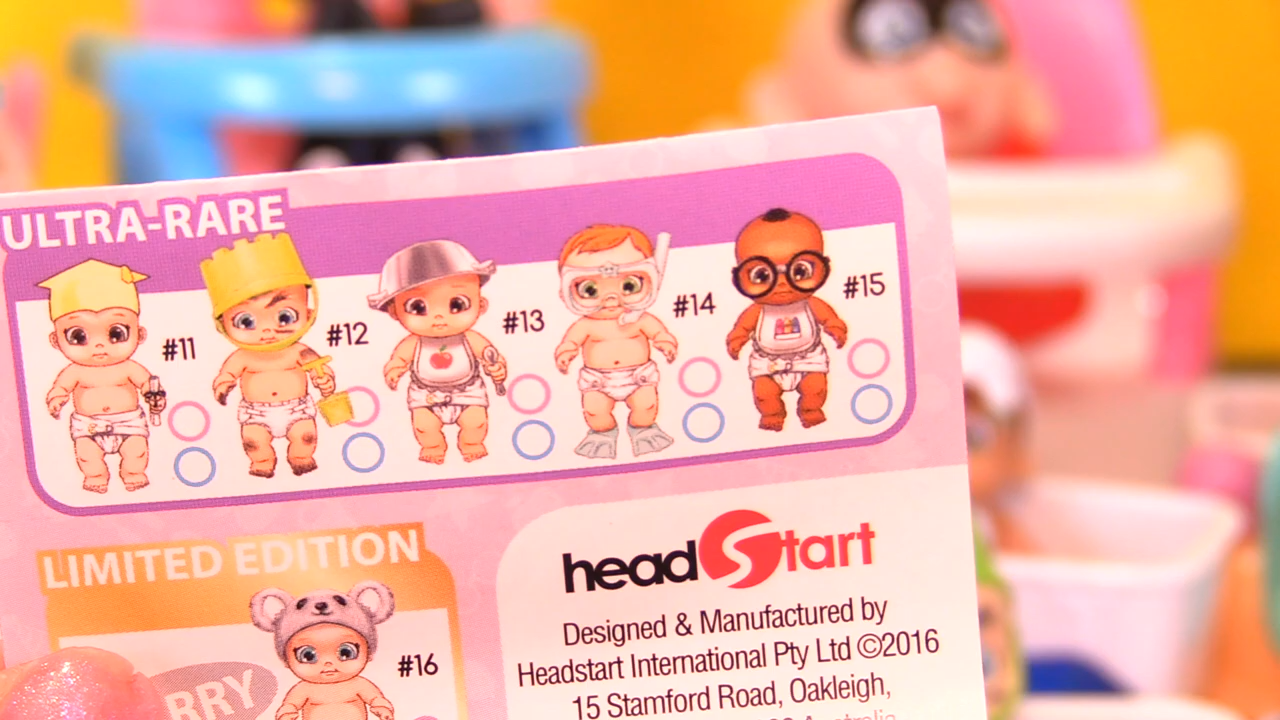 ULTRA-RARE
#11
#12
#13
#14
#15
LIMITED EDITION
#16
headStart
Designed & Manufactured by
Headstart International Pty Ltd ©2016
15 Stamford Road, Oakleigh,
Australia